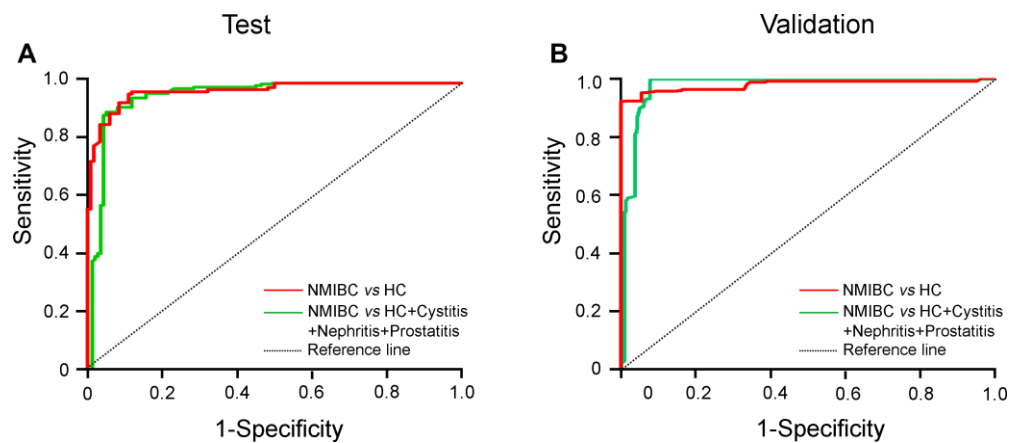 Test
Validation
A
B
1.0
0.8
0.6
0.4
0.2
0
Sensitivity
NMIBC vs HC
NMIBC vs HC+Cystitis
+Nephritis+Prostatitis
Reference line
0
0.2
0.4
0.6
0.8
1.0
1-Specificity
1.0
0.8
0.6
0.4
0.2
0
Sensitivity
NMIBC vs HC
NMIBC vs HC+Cystitis
+Nephritis+Prostatitis
Reference line
0
0.2
0.4
0.6
0.8
1.0
1-Specificity